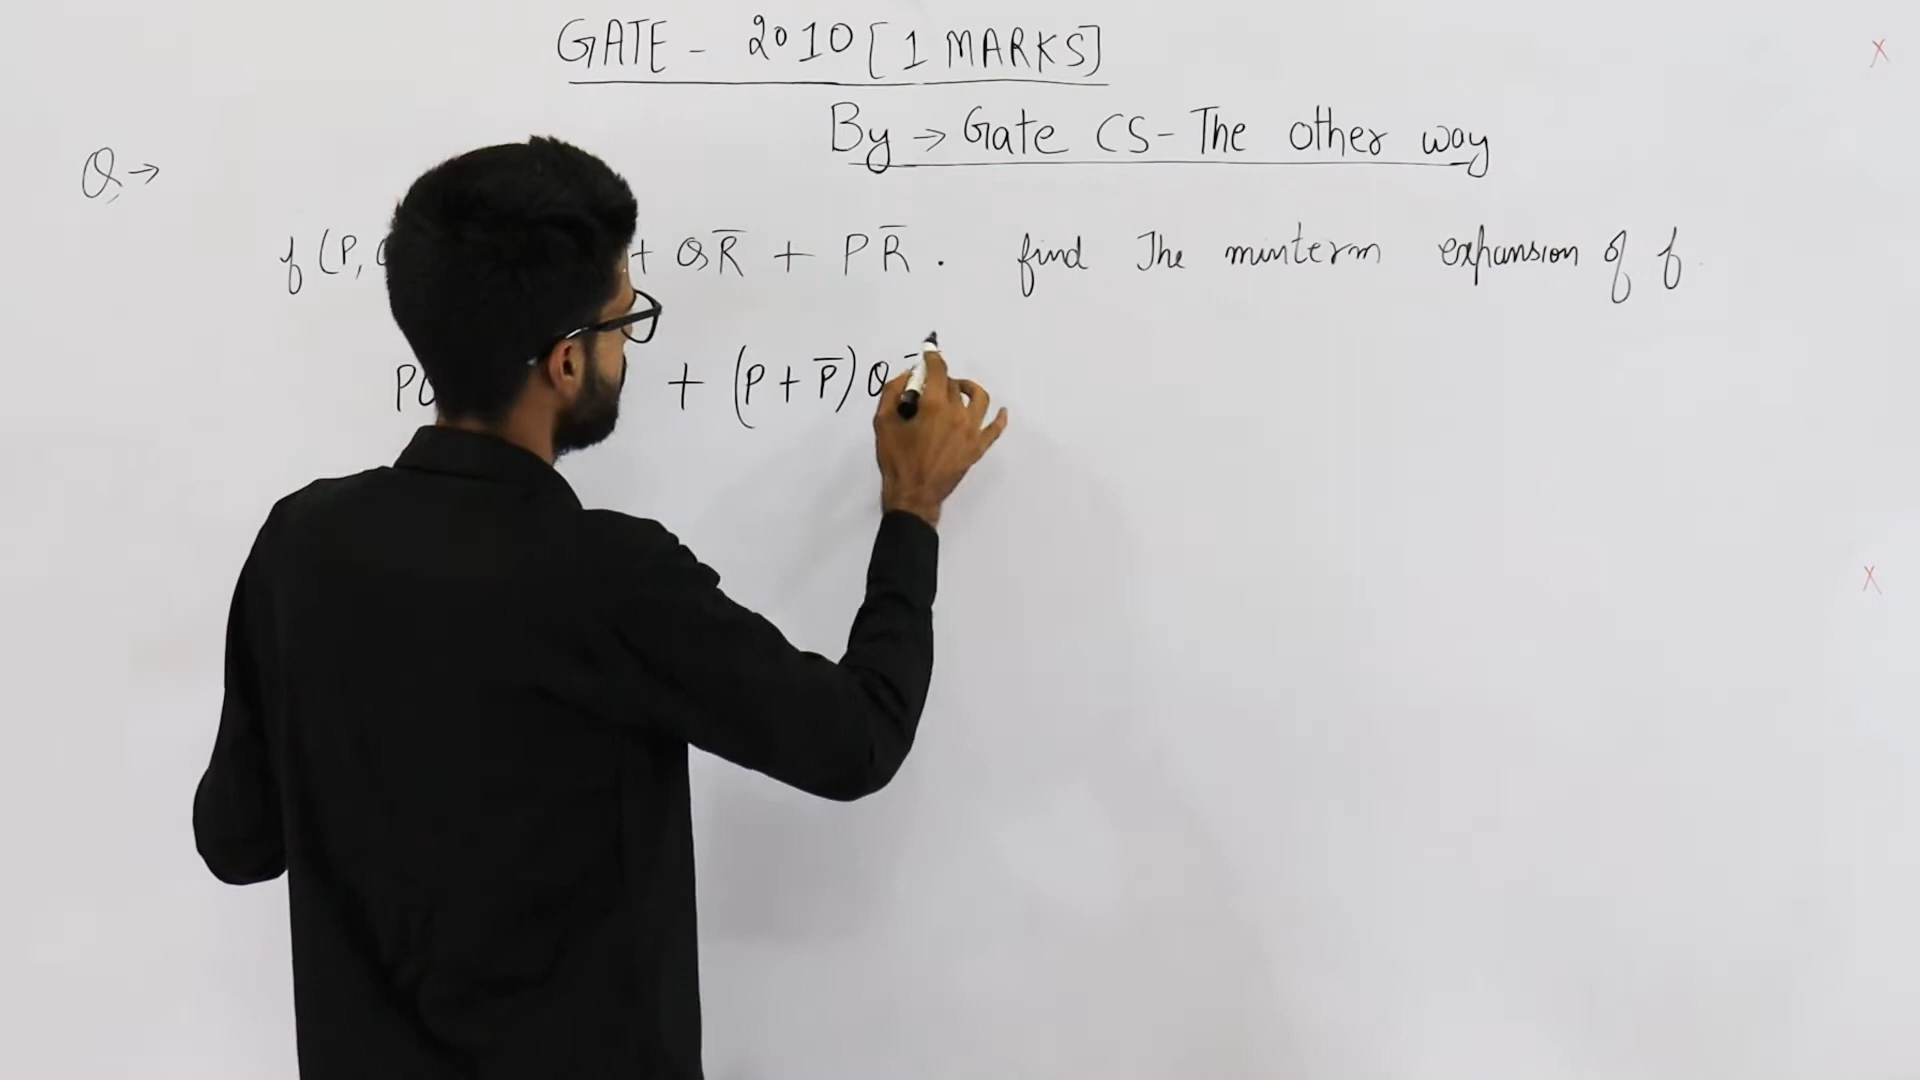 GATE - 2010 [1 MARKS]
By → Gate CS - The other way
Q →
f(P, + QR̅ + PR̅. find The minterm expansion of f.
P + (P + P̅)Q
X
X